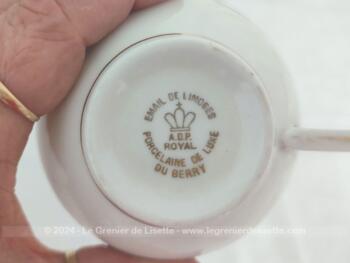 EMAIL DE LIMOGES
A.D.P.
ROYAL
PORCELAINE DE LUXE
DU BERRY
©2024 - Le Grenier de Lisette - www.legrenierdelisette.com